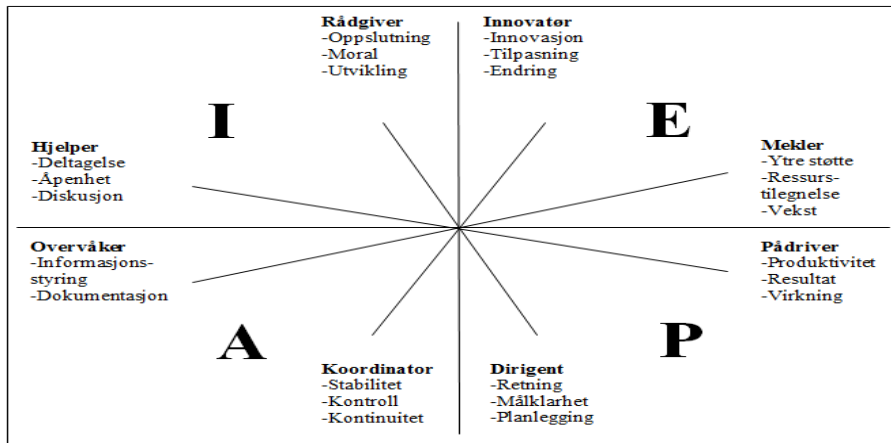 Rådgiver
-Oppslutning
-Moral
-Utvikling
Innovatør
-Innovasjon
-Tilpasning
-Endring
I
E
Hjelper
-Deltagelse
-Åpenhet
-Diskusjon
Mekler
-Ytre støtte
-Ressurs-
tilegnelse
-Vekst
Overvåker
-Informasjons-
styring
-Dokumentasjon
Pådriver
-Produktivitet
-Resultat
-Virkning
A
P
Koordinator
-Stabilitet
-Kontroll
-Kontinuitet
Dirigent
-Retning
-Målklarhet
-Planlegging